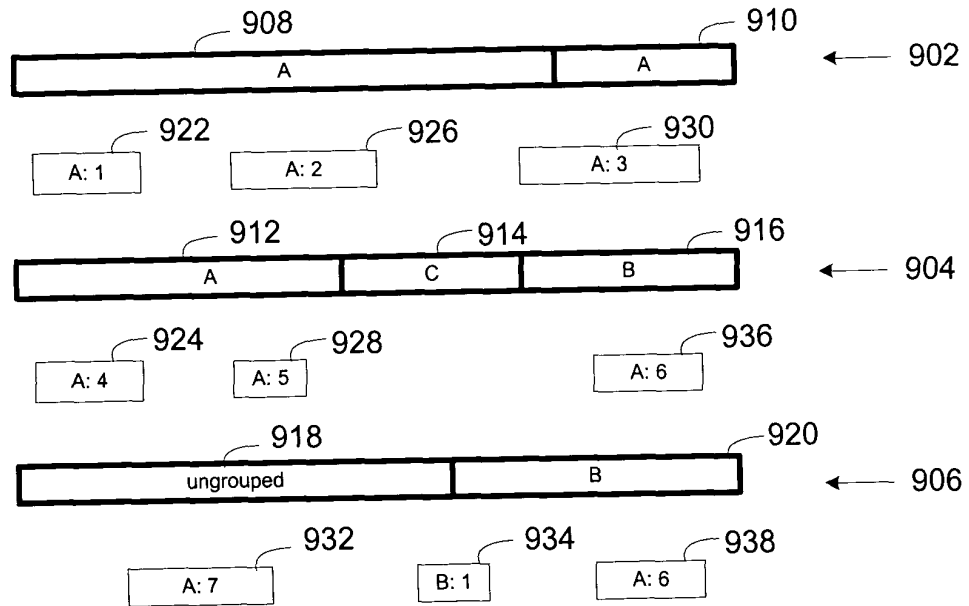 908 910
A A 902
922 926 930
A: 1 A: 2 A: 3
912 914 916
A C B 904
924 928 936
A: 4 A: 5 A: 6
918 920
ungrouped B 906
932 934 938
A: 7 B: 1 A: 6